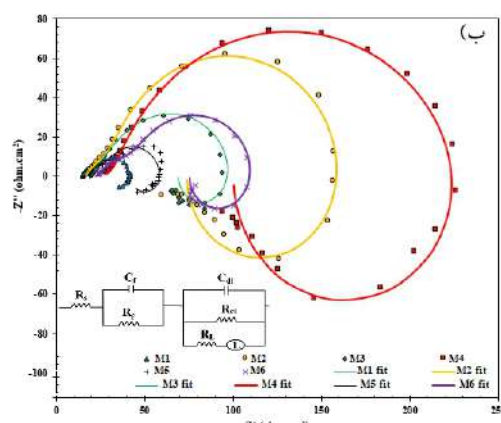 ب)
80
60
40
20
0
-20
-40
-60
-80
-100
-Z" (ohm.cm²)
Rs
Cf
Rf
Cdl
Rct
RL
L
M1 M2 M3 M4
M5 M6 M1 fit M2 fit
M3 fit M4 fit M5 fit M6 fit
0 50 100 150 200 25